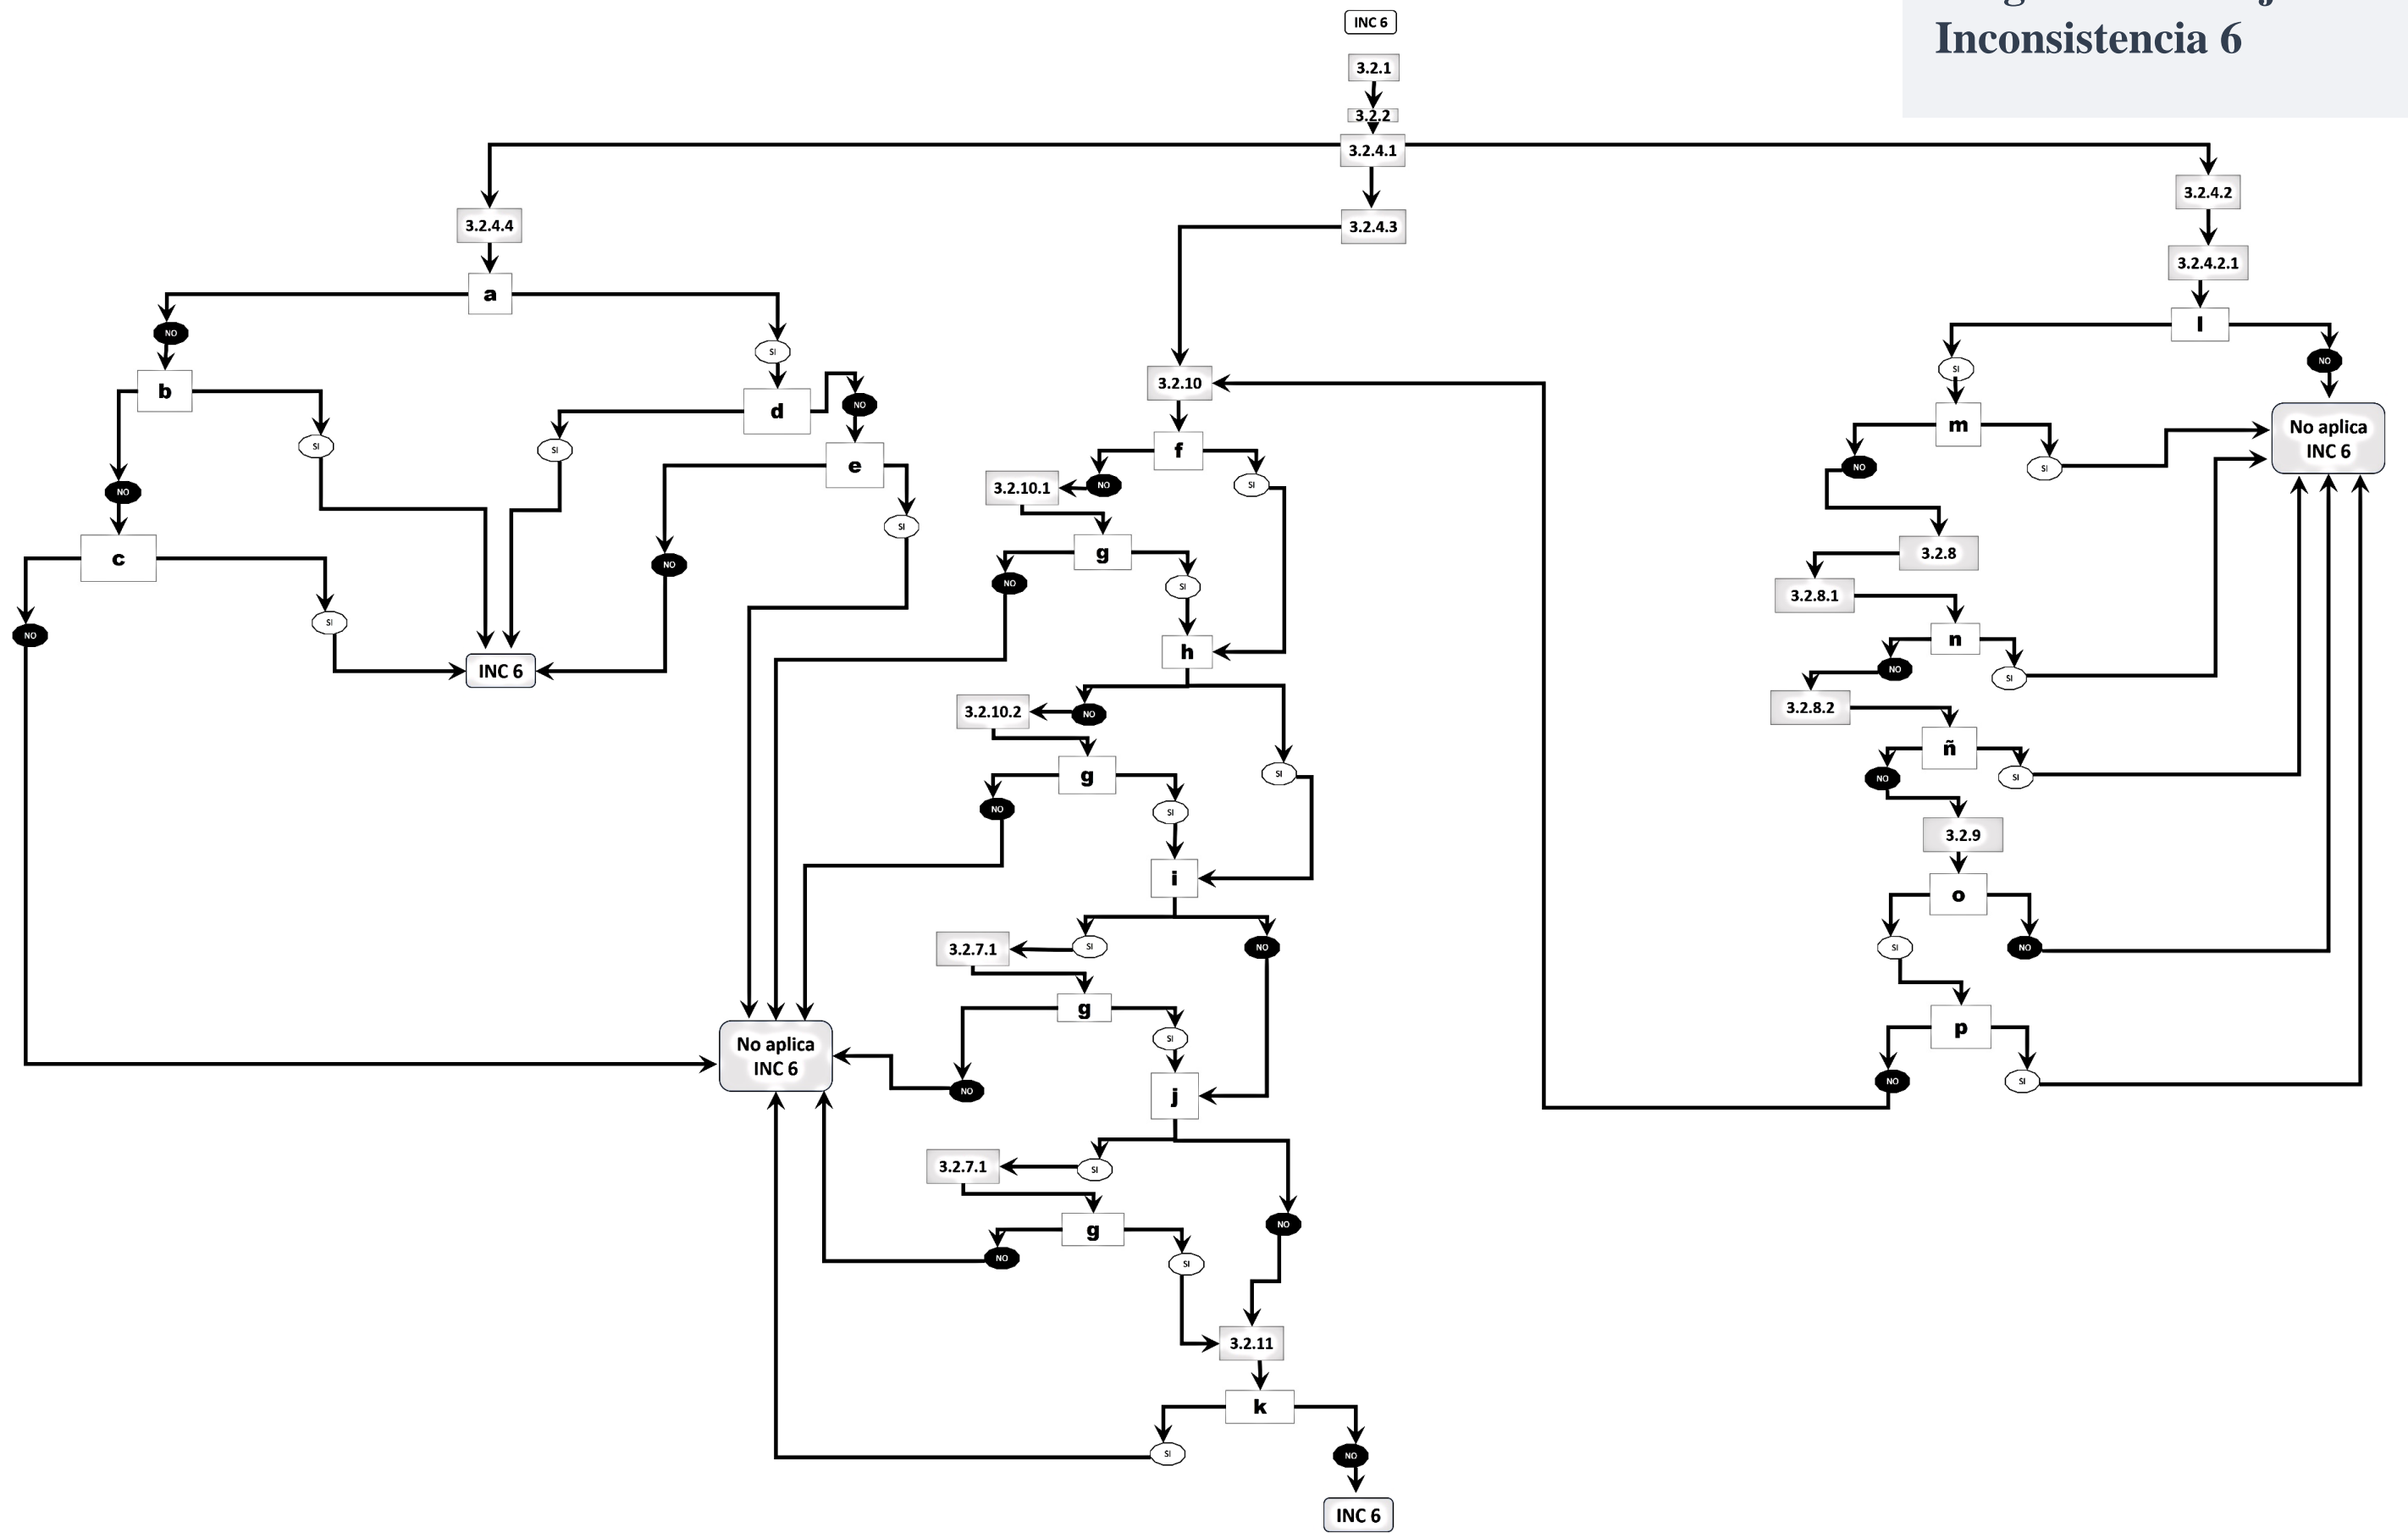 Inconsistencia 6
INC 6
3.2.1
3.2.2
3.2.4.1
3.2.4.4
3.2.4.3
3.2.4.2
3.2.4.2.1
a
NO
SI
b
d
NO
SI
SI
NO
e
c
NO
SI
NO
SI
INC 6
3.2.10
f
NO
SI
3.2.10.1
g
NO
SI
h
NO
SI
3.2.10.2
g
NO
SI
i
SI
NO
3.2.7.1
g
NO
SI
No aplica
INC 6
j
SI
NO
3.2.7.1
g
NO
SI
3.2.11
k
SI
NO
INC 6
l
SI
NO
No aplica
INC 6
m
NO
SI
3.2.8
3.2.8.1
n
NO
SI
3.2.8.2
ñ
NO
SI
3.2.9
o
SI
NO
p
NO
SI